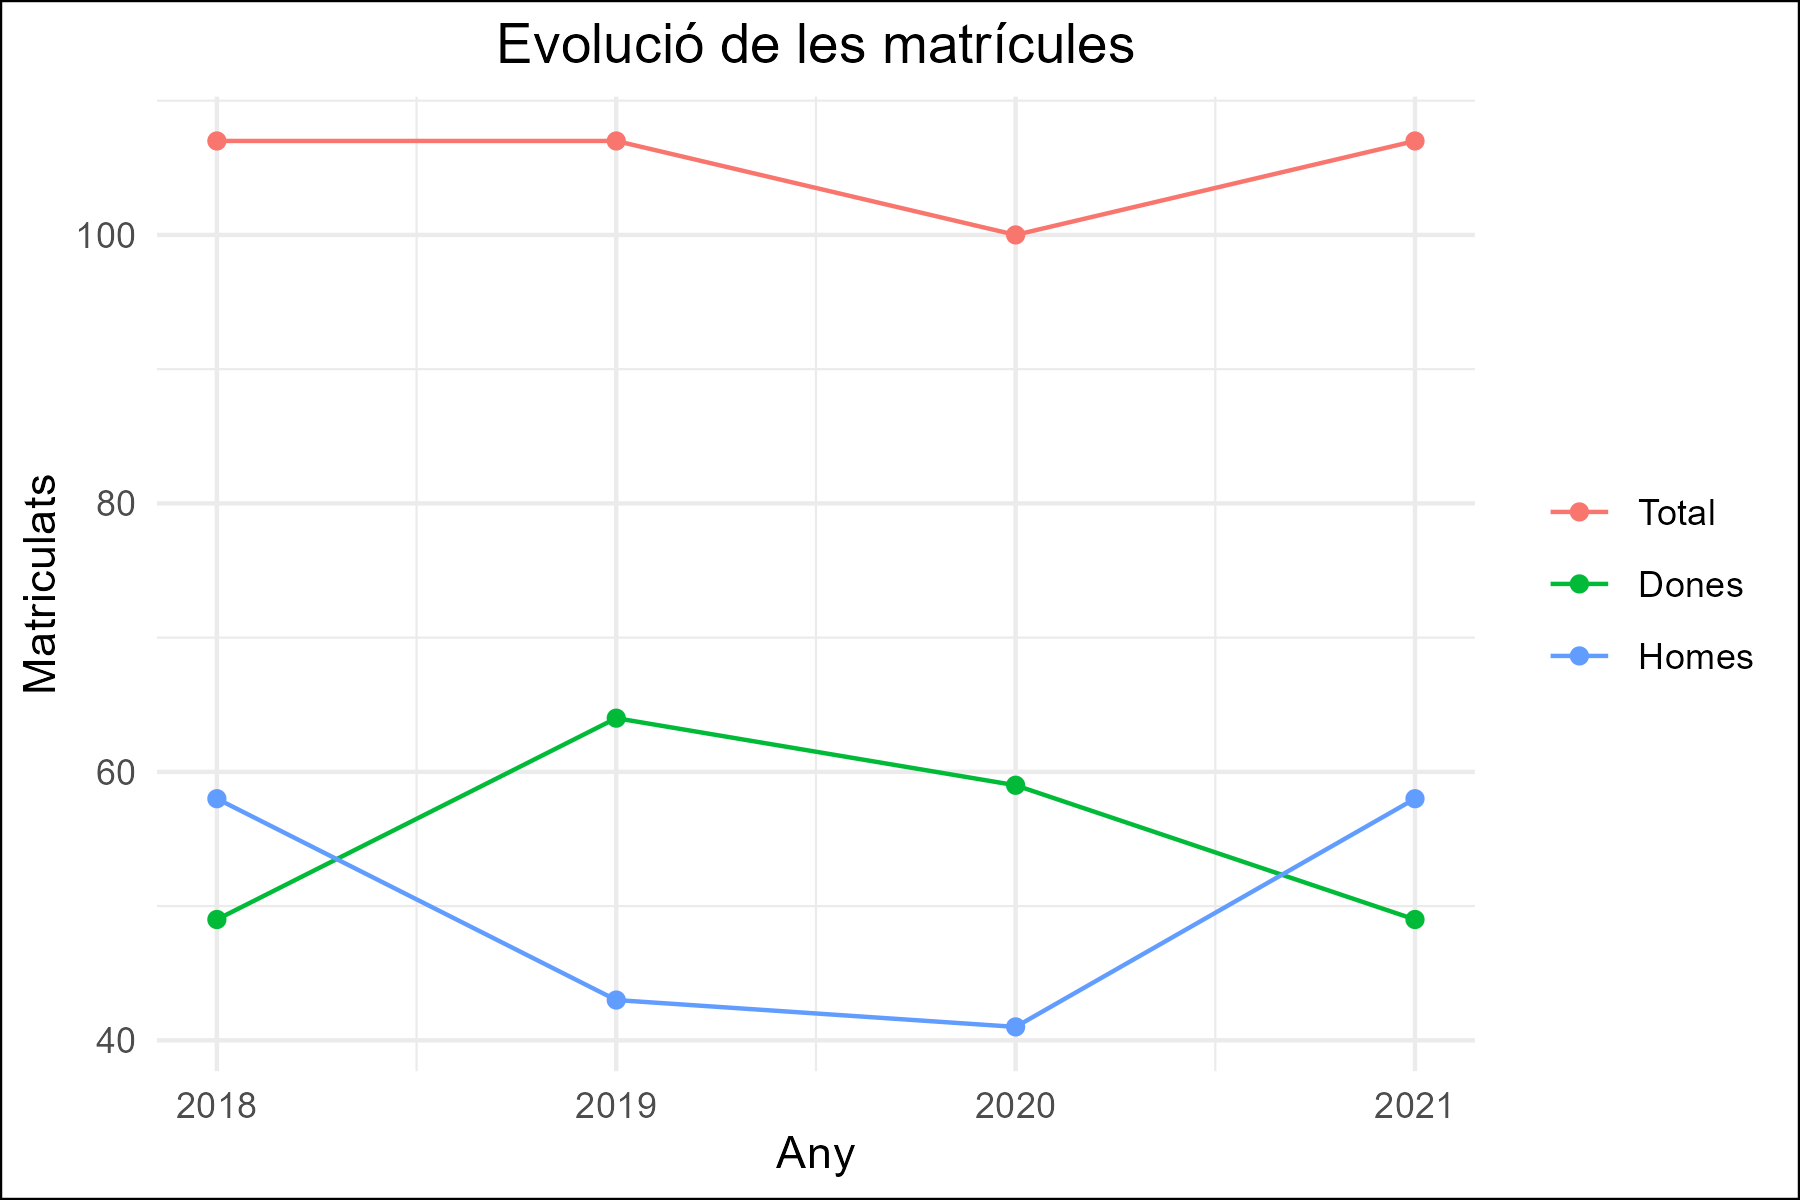 Evolució de les matrícules
Matriculats
100
80
60
40
2018 2019 2020 2021
Any
Total
Dones
Homes